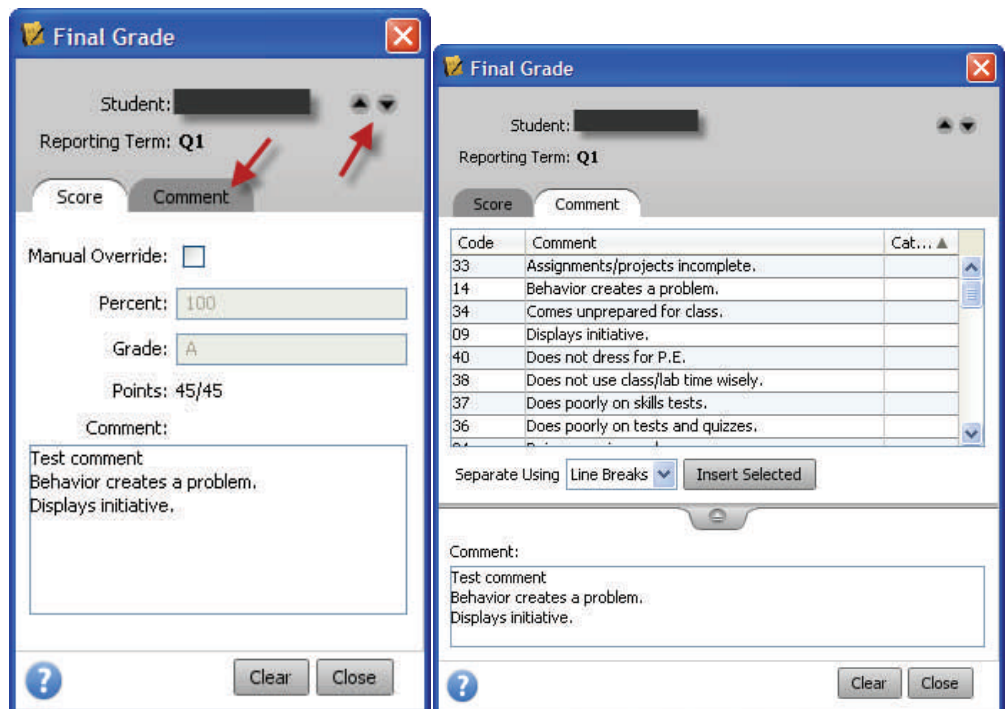 Final Grade
Student:
Reporting Term: Q1
Score Comment
Manual Override:
Percent: 100
Grade: A
Points: 45/45
Comment:
Test comment
Behavior creates a problem.
Displays initiative.
? Clear Close
Final Grade
Student:
Reporting Term: Q1
Score Comment
Code Comment Cat...
33 Assignments/projects incomplete.
14 Behavior creates a problem.
34 Comes unprepared for class.
09 Displays initiative.
40 Does not dress for P.E.
38 Does not use class/lab time wisely.
37 Does poorly on skills tests.
36 Does poorly on tests and quizzes.
Separate Using Line Breaks Insert Selected
Comment:
Test comment
Behavior creates a problem.
Displays initiative.
? Clear Close